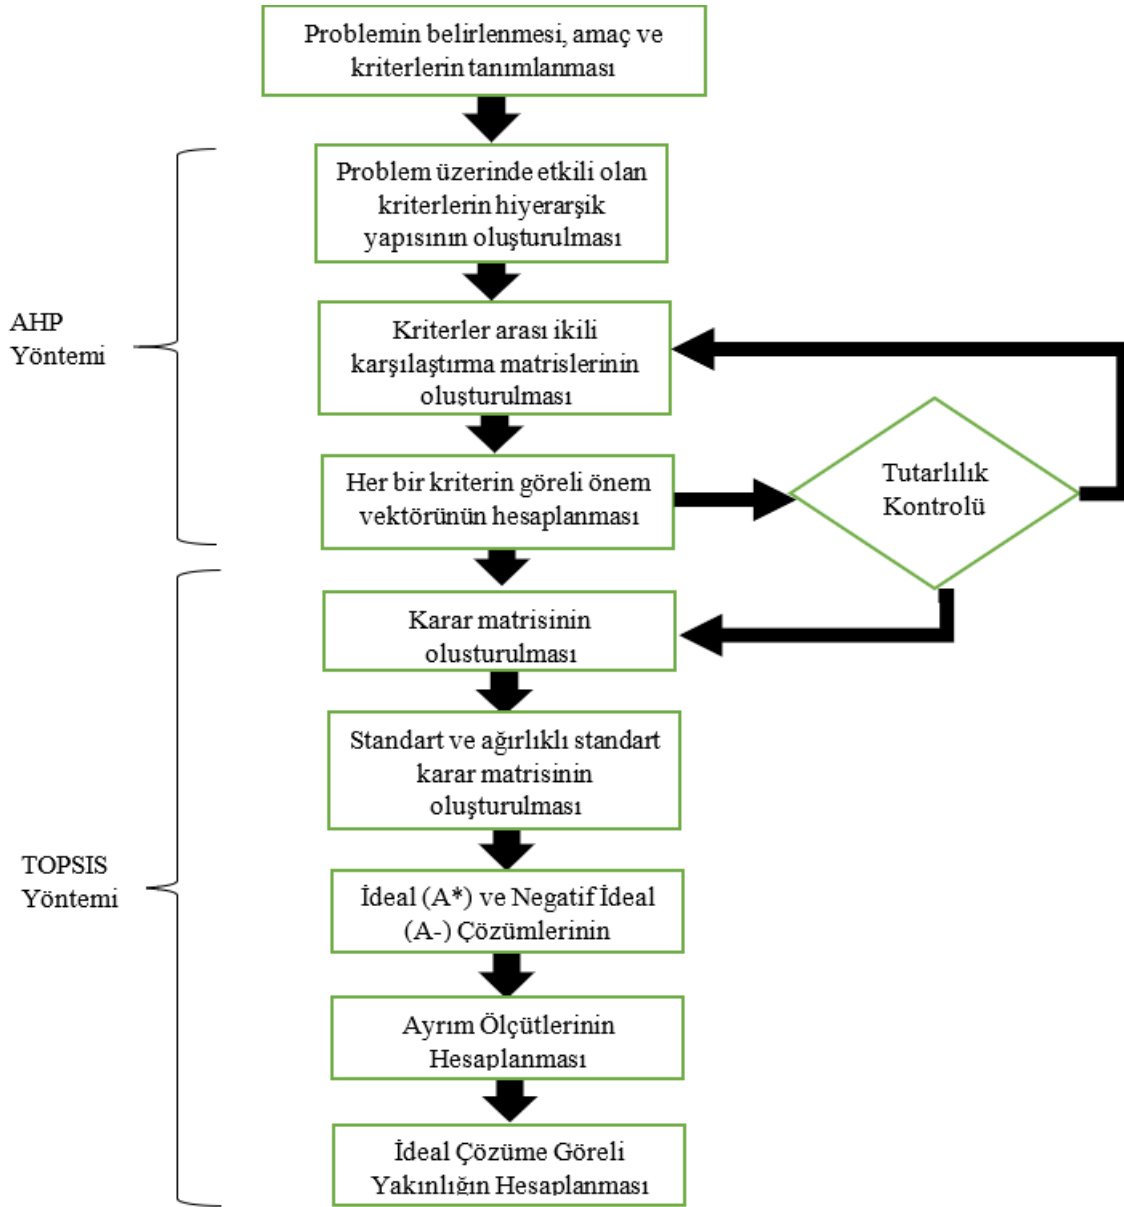 Problemin belirlenmesi, amaç ve
kriterlerin tanımlanması
Problem üzerinde etkili olan
kriterlerin hiyerarşik
yapısının oluşturulması
AHP
Yöntemi
Kriterler arası ikili
karşılaştırma matrislerinin
oluşturulması
Her bir kriterin göreli önem
vektörünün hesaplanması
Tutarlılık
Kontrolü
Karar matrisinin
olusturulması
Standart ve ağırlıklı standart
karar matrisinin
oluşturulması
TOPSIS
Yöntemi
İdeal (A*) ve Negatif İdeal
(A-) Çözümlerinin
Ayrım Ölçütlerinin
Hesaplanması
İdeal Çözüme Göreli
Yakınlığın Hesaplanması